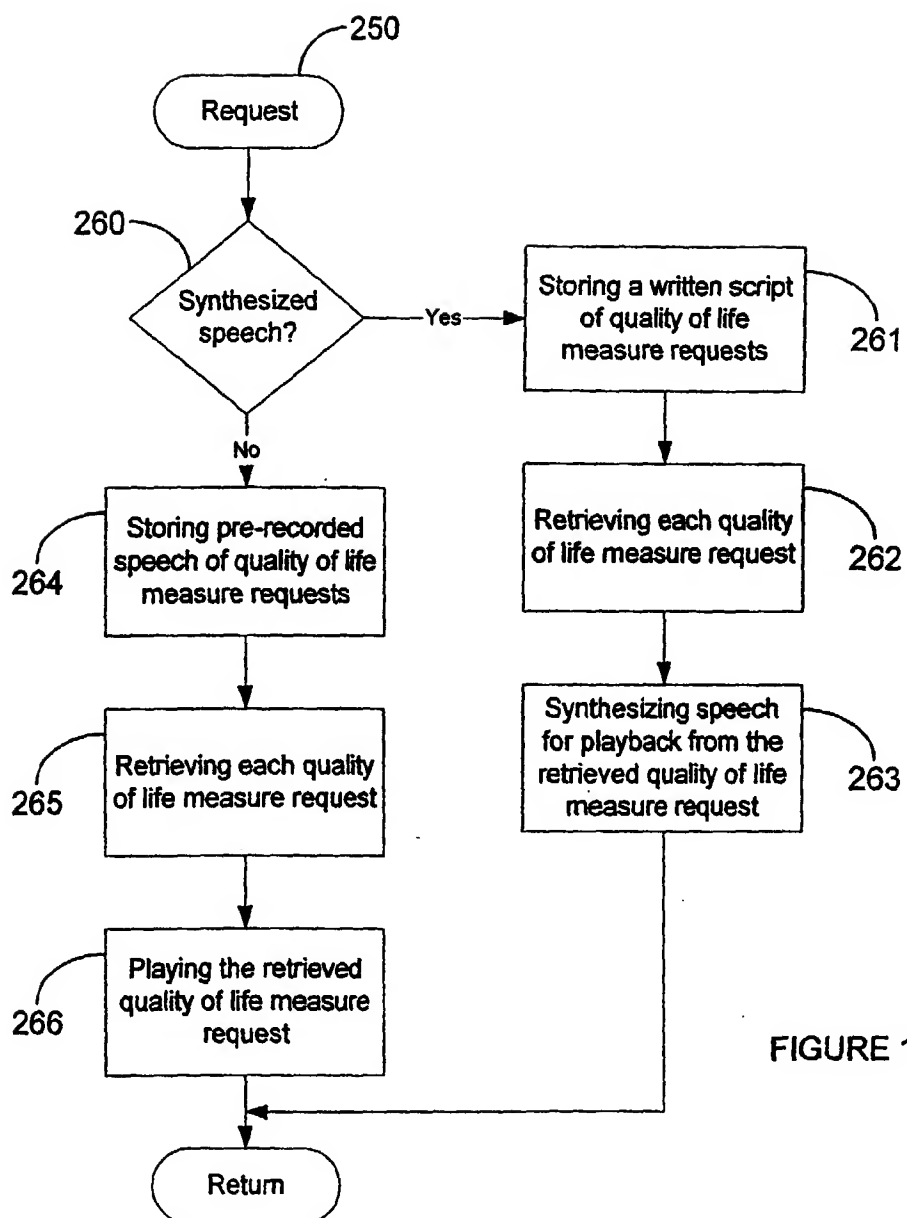 250
Request
260
Synthesized
speech?
Yes
Storing a written script
of quality of life
measure requests
261
No
Storing pre-recorded
speech of quality of life
measure requests
264
Retrieving each quality
of life measure request
262
Retrieving each quality
of life measure request
265
Synthesizing speech
for playback from the
retrieved quality of life
measure request
263
Playing the retrieved
quality of life measure
request
266
FIGURE
Return